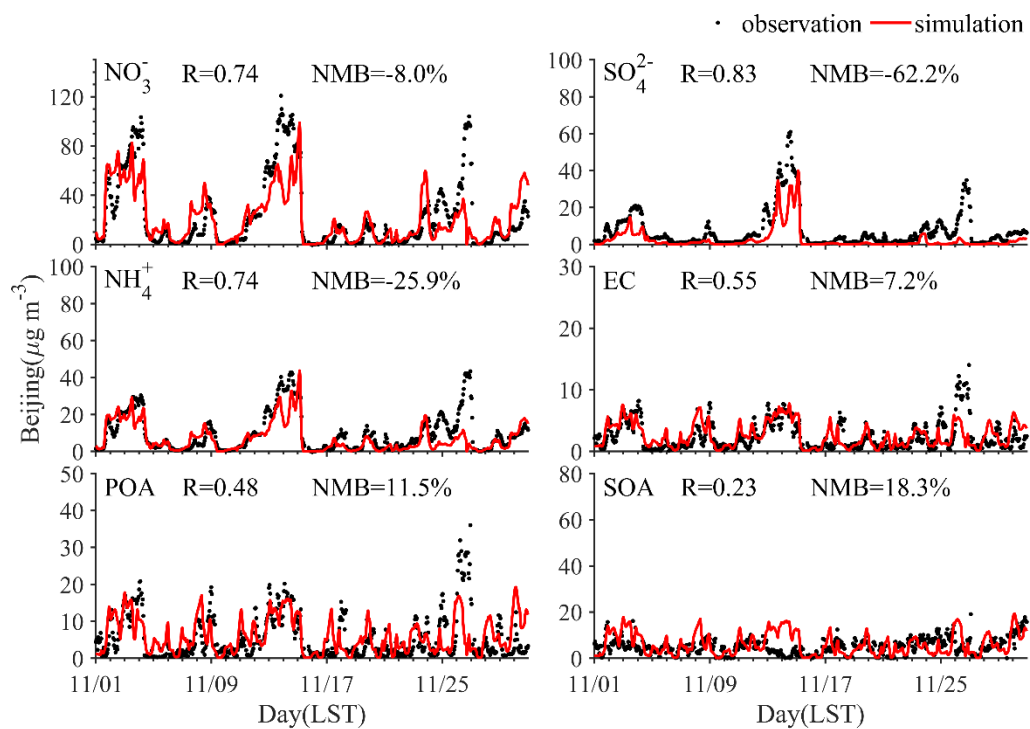 observation simulation
NO₃⁻ R=0.74 NMB=-8.0%
120
80
40
0
SO₄²⁻ R=0.83 NMB=-62.2%
100
80
60
40
20
0
NH₄⁺ R=0.74 NMB=-25.9%
100
80
60
40
20
0
EC R=0.55 NMB=7.2%
30
20
10
0
POA R=0.48 NMB=11.5%
50
40
30
20
10
0
SOA R=0.23 NMB=18.3%
80
60
40
20
0
Beijing(μg m⁻³)
11/01 11/09 11/17 11/25
11/01 11/09 11/17 11/25
Day(LST)
Day(LST)